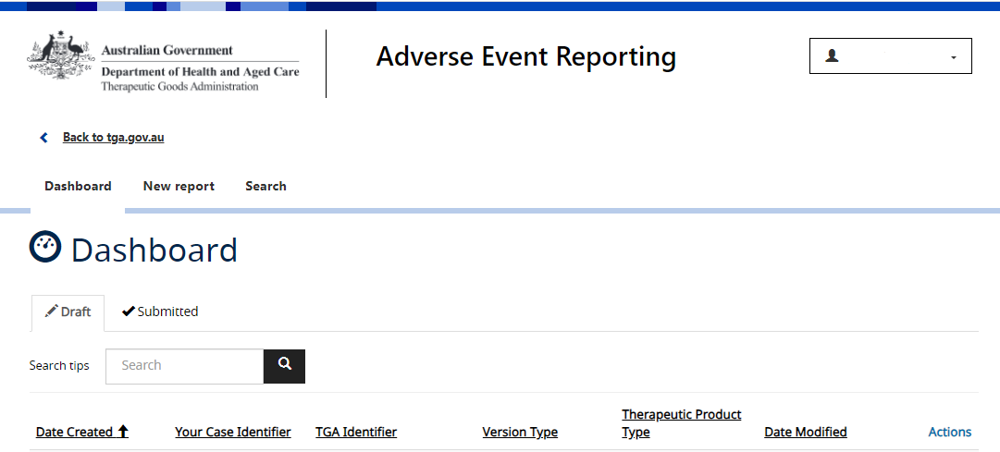 Australian Government
Department of Health and Aged Care
Therapeutic Goods Administration
Adverse Event Reporting
Back to tga.gov.au
Dashboard New report Search
Dashboard
Draft Submitted
Search tips Search
Date Created Your Case Identifier TGA Identifier Version Type Therapeutic Product Type Date Modified Actions